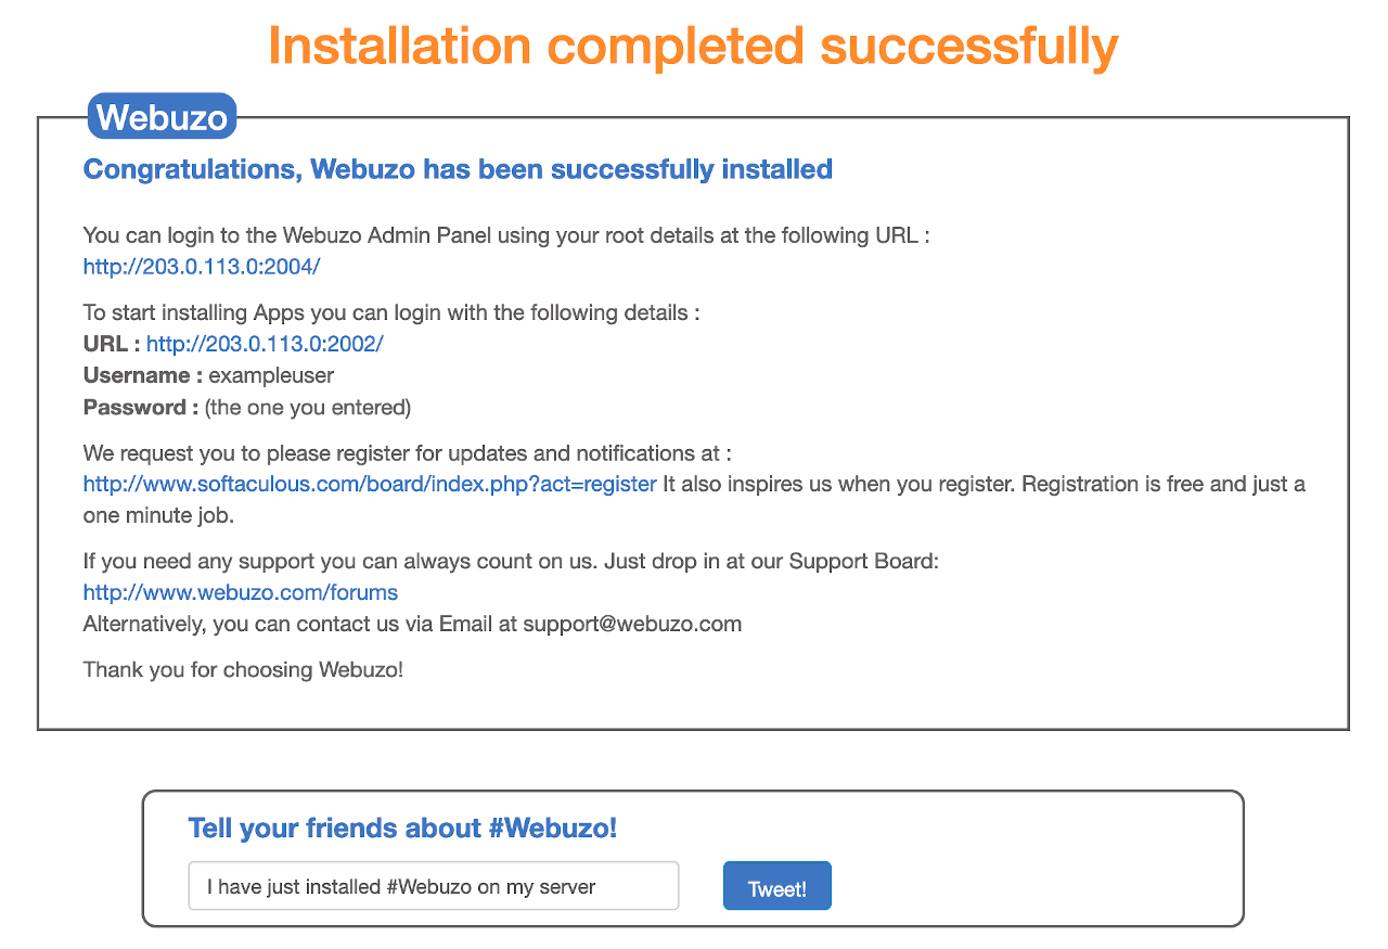 Installation completed successfully
Webuzo
Congratulations, Webuzo has been successfully installed
You can login to the Webuzo Admin Panel using your root details at the following URL :
http://203.0.113.0:2004/
To start installing Apps you can login with the following details :
URL : http://203.0.113.0:2002/
Username : exampleuser
Password : (the one you entered)
We request you to please register for updates and notifications at :
http://www.softaculous.com/board/index.php?act=register It also inspires us when you register. Registration is free and just a
one minute job.
If you need any support you can always count on us. Just drop in at our Support Board:
http://www.webuzo.com/forums
Alternatively, you can contact us via Email at support@webuzo.com
Thank you for choosing Webuzo!
Tell your friends about #Webuzo!
I have just installed #Webuzo on my server
Tweet!